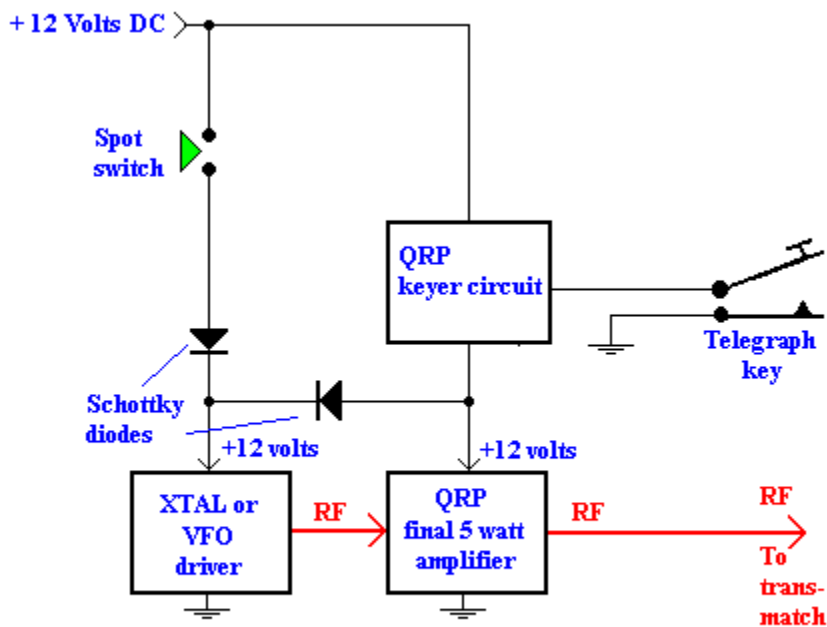 + 12 Volts DC
Spot
switch
QRP
keyer circuit
Telegraph
key
Schottky
diodes
+12 volts
+12 volts
XTAL or
VFO
driver
RF
QRP
final 5 watt
amplifier
RF
RF
To
trans-
match